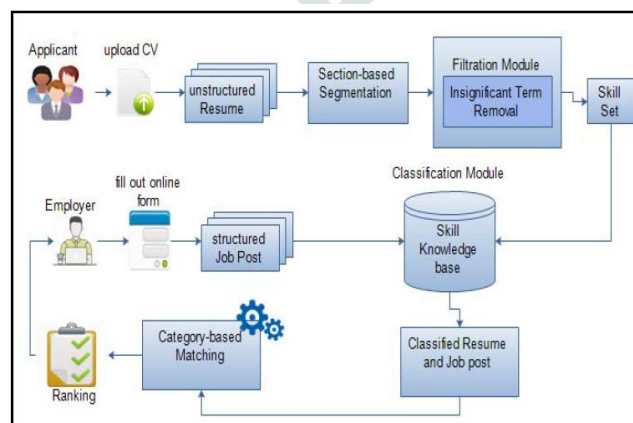 Applicant
upload CV
unstructured
Resume
Section-based
Segmentation
Filtration Module
Insignificant Term
Removal
Skill
Set
Employer
fill out online
form
structured
Job Post
Classification Module
Skill
Knowledge
base
Ranking
Category-based
Matching
Classified Resume
and Job post